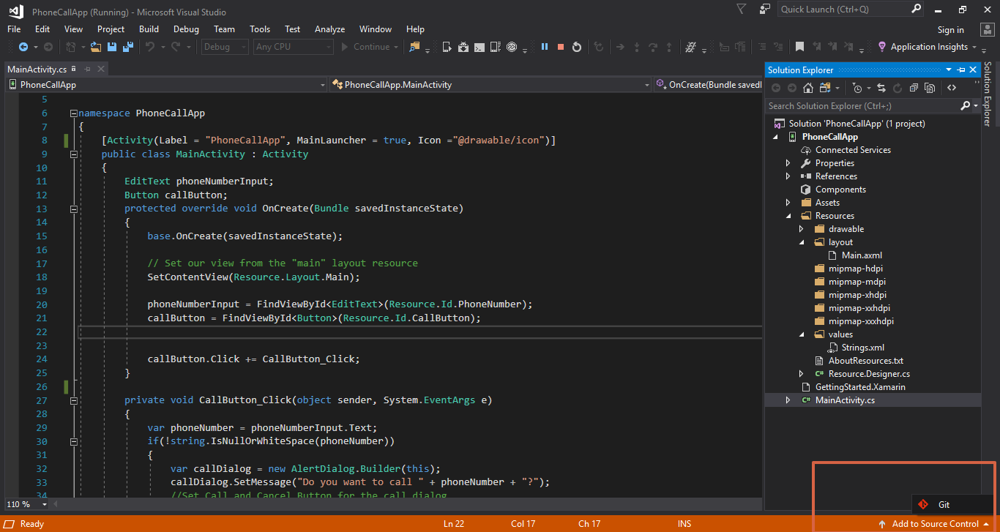 PhoneCallApp (Running) - Microsoft Visual Studio
Quick Launch (Ctrl+Q)
File Edit View Project Build Debug Team Tools Test Analyze Window Help
Sign in
Debug Any CPU Continue Application Insights
MainActivity.cs
PhoneCallApp PhoneCallApp.MainActivity OnCreate(Bundle savedI
5
6 namespace PhoneCallApp
7 {
8 [Activity(Label = "PhoneCallApp", MainLauncher = true, Icon ="@drawable/icon")]
9 public class MainActivity : Activity
10 {
11 EditText phoneNumberInput;
12 Button callButton;
13 protected override void OnCreate(Bundle savedInstanceState)
14 {
15 base.OnCreate(savedInstanceState);
16
17 // Set our view from the "main" layout resource
18 SetContentView(Resource.Layout.Main);
19
20 phoneNumberInput = FindViewById<EditText>(Resource.Id.PhoneNumber);
21 callButton = FindViewById<Button>(Resource.Id.CallButton);
22
23
24 callButton.Click += CallButton_Click;
25 }
26
27 private void CallButton_Click(object sender, System.EventArgs e)
28 {
29 var phoneNumber = phoneNumberInput.Text;
30 if(!string.IsNullOrWhiteSpace(phoneNumber))
31 {
32 var callDialog = new AlertDialog.Builder(this);
33 callDialog.SetMessage("Do you want to call " + phoneNumber + "?");
34 //Set Call and Cancel Button for the call dialog
110 %
Solution Explorer
Search Solution Explorer (Ctrl+;)
Solution 'PhoneCallApp' (1 project)
PhoneCallApp
Connected Services
Properties
References
Components
Assets
Resources
drawable
layout
Main.axml
mipmap-hdpi
mipmap-mdpi
mipmap-xhdpi
mipmap-xxhdpi
mipmap-xxxhdpi
values
Strings.xml
AboutResources.txt
C# Resource.Designer.cs
GettingStarted.Xamarin
C# MainActivity.cs
Solution Explorer
Git
Ready Ln 22 Col 17 Ch 17 INS Add to Source Control